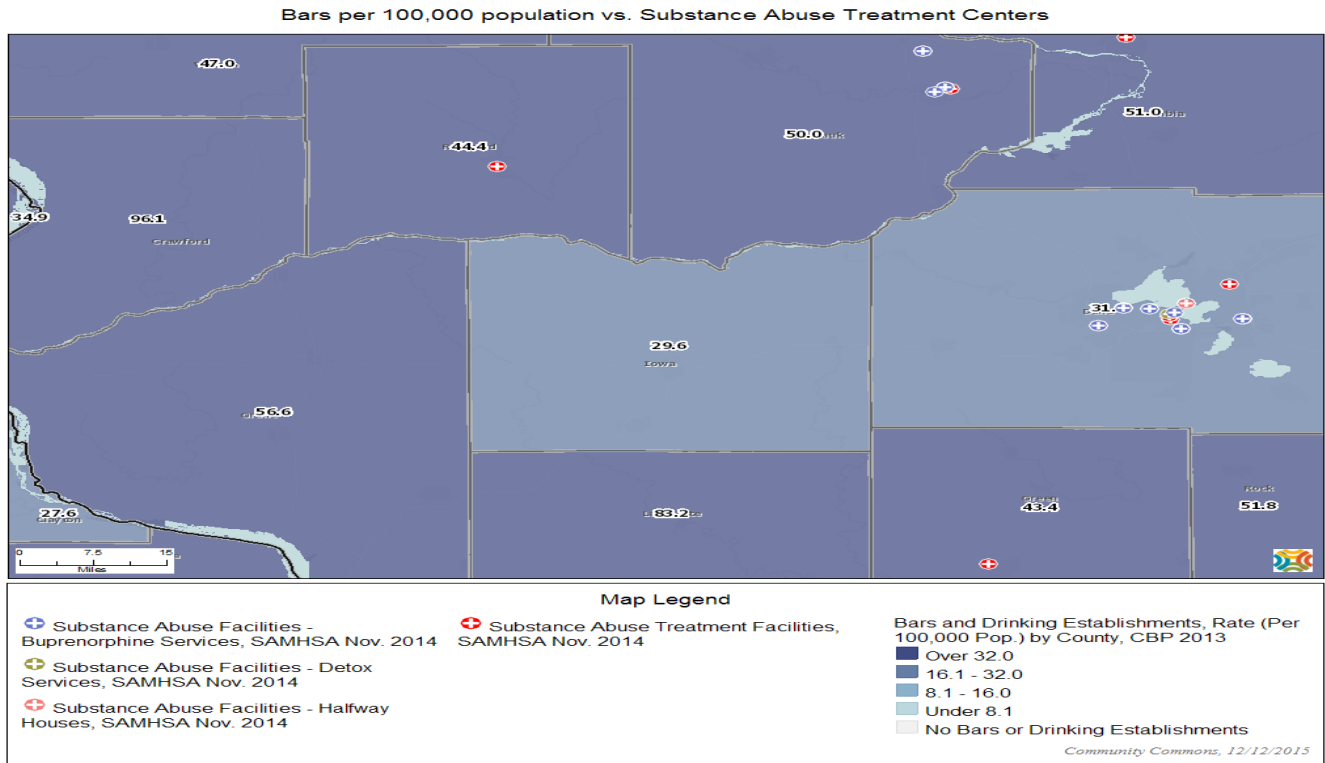 Bars per 100,000 population vs. Substance Abuse Treatment Centers
47.0
51.0
50.0
44.4
34.9
96.1
Crawford
31.
29.6
Iowa
56.6
27.6
Clayton
83.2
Green
43.4
Rock
51.8
0 7.5 15
Miles
Map Legend
Substance Abuse Facilities -
Buprenorphine Services, SAMHSA Nov. 2014
Substance Abuse Facilities - Detox
Services, SAMHSA Nov. 2014
Substance Abuse Facilities - Halfway
Houses, SAMHSA Nov. 2014
Substance Abuse Treatment Facilities,
SAMHSA Nov. 2014
Bars and Drinking Establishments, Rate (Per
100,000 Pop.) by County, CBP 2013
Over 32.0
16.1 - 32.0
8.1 - 16.0
Under 8.1
No Bars or Drinking Establishments
Community Commons, 12/12/2015